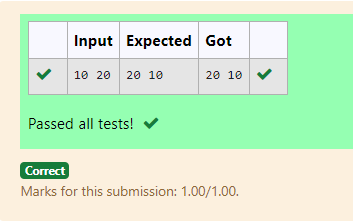 Input Expected Got
10 20 20 10 20 10
Passed all tests!
Correct
Marks for this submission: 1.00/1.00.